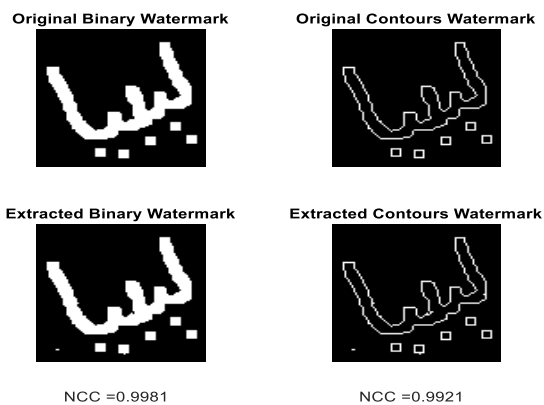 Original Binary Watermark
Original Contours Watermark
Extracted Binary Watermark
Extracted Contours Watermark
NCC =0.9981
NCC =0.9921